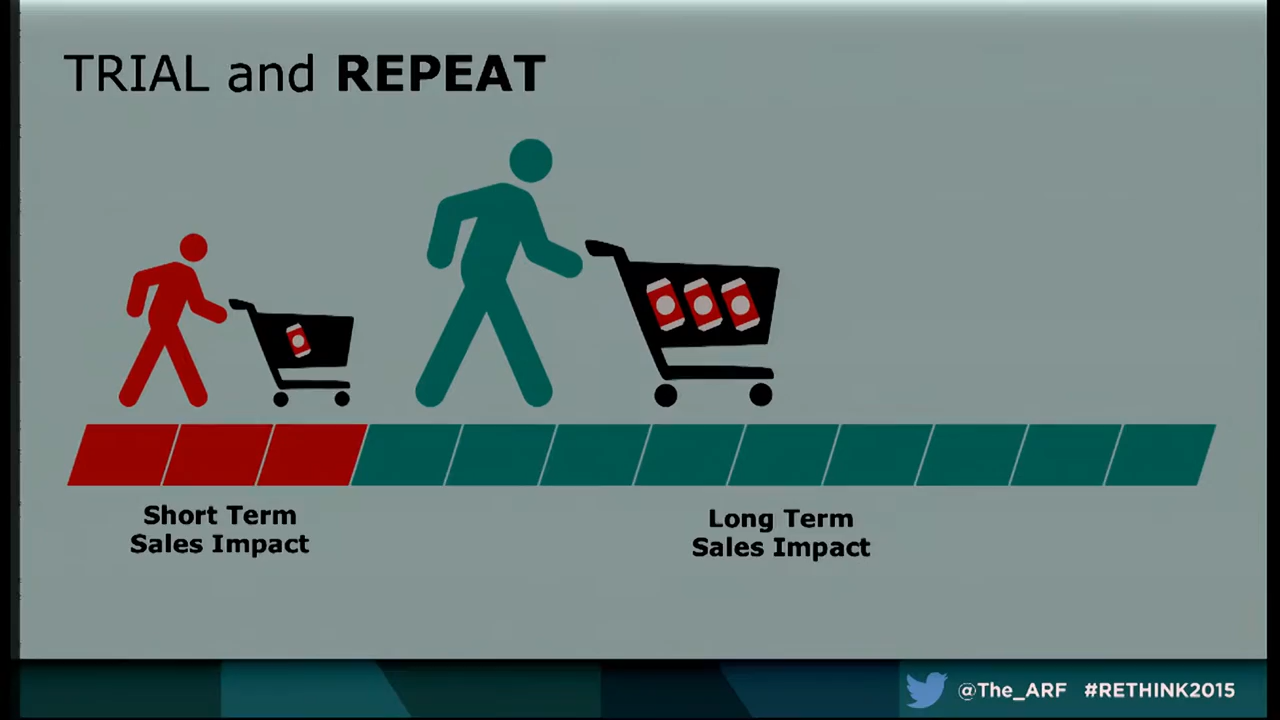 TRIAL and REPEAT
Short Term
Sales Impact
Long Term
Sales Impact
@The_ARF #RETHINK2015